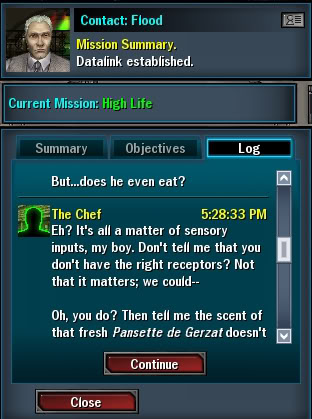 Contact: Flood
Mission Summary.
Datalink established.
Current Mission: High Life
Summary
Objectives
Log
But...does he even eat?
The Chef 5:28:33 PM
Eh? It's all a matter of sensory
inputs, my boy. Don't tell me that you
don't have the right receptors? Not
that it matters; we could--
Oh, you do? Then tell me the scent of
that fresh Pansette de Gerzat doesn't
Continue
Close